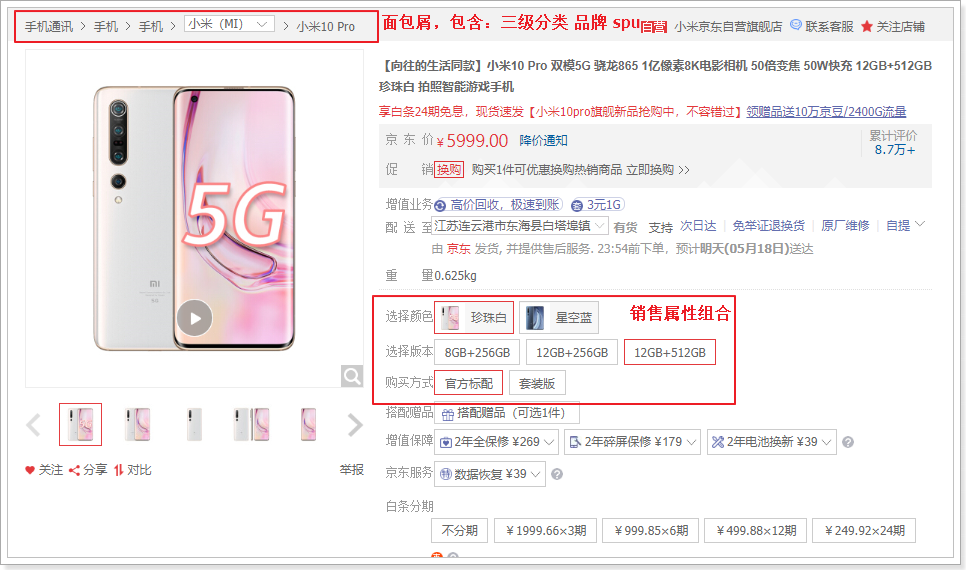 手机通讯 > 手机 > 手机 > 小米（MI） > 小米10 Pro
面包屑，包含：三级分类 品牌 spu
自营 小米京东自营旗舰店 联系客服 关注店铺
【向往的生活同款】小米10 Pro 双模5G 骁龙865 1亿像素8K电影相机 50倍变焦 50W快充 12GB+512GB
珍珠白 拍照智能游戏手机
享白条24期免息，现货速发【小米10pro旗舰新品抢购中，不容错过】领赠品送10万京豆/2400G流量
京东价 ￥5999.00 降价通知
累计评价
8.7万+
促销 换购 购买1件可优惠换购热销商品 立即换购 >>
增值业务 高价回收，极速到账 3元1G
配送至 江苏连云港市东海县白塔埠镇 有货 支持 次日达 | 免举证退换货 | 原厂维修 | 自提
由 京东 发货, 并提供售后服务. 23:54前下单，预计明天(05月18日)送达
重量 0.625kg
5G
MI
5G
销售属性组合
选择颜色 珍珠白 星空蓝
选择版本 8GB+256GB 12GB+256GB 12GB+512GB
购买方式 官方标配 套装版
搭配赠品 搭配赠品（可选1件）
增值保障 2年全保修 ¥269 2年碎屏保修 ¥179 2年电池换新 ¥39
京东服务 数据恢复 ¥39
白条分期
不分期 ￥1999.66×3期 ￥999.85×6期 ￥499.88×12期 ￥249.92×24期
关注 分享 对比 举报